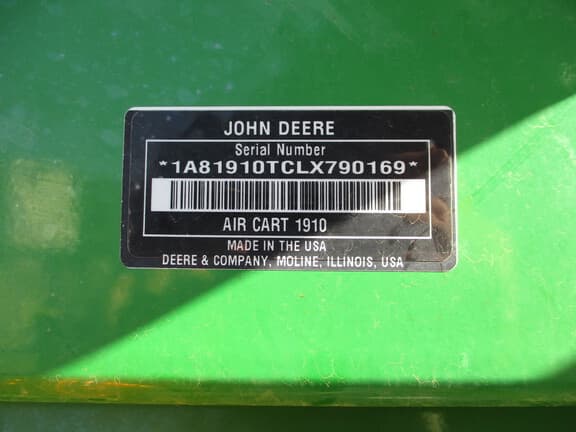 JOHN DEERE
Serial Number
*1A81910TCLX790169*
AIR CART 1910
MADE IN THE USA
DEERE & COMPANY, MOLINE, ILLINOIS, USA